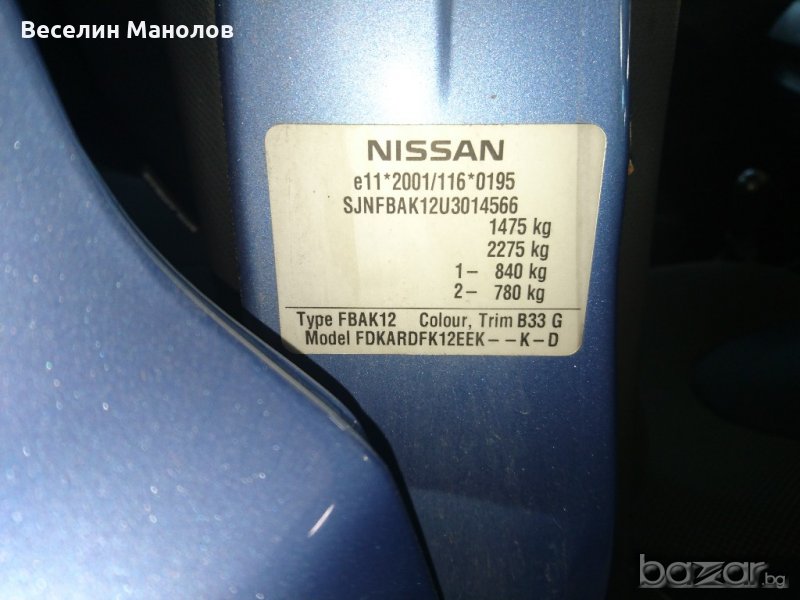 Веселин Манолов
NISSAN
e11*2001/116*0195
SJNFBAK12U3014566
1475 kg
2275 kg
1– 840 kg
2– 780 kg
Type FBAK12 Colour, Trim B33 G
Model FDKARDFK12EEK– –K–D
bazar.bg